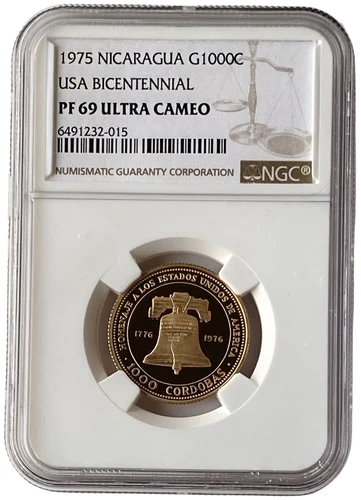 1975 NICARAGUA G1000C
USA BICENTENNIAL
PF 69 ULTRA CAMEO
6491232-015
NUMISMATIC GUARANTY CORPORATION
NGC®
HOMENAJE A LOS ESTADOS UNIDOS DE AMERICA
1776 1976
1000 CORDOBAS